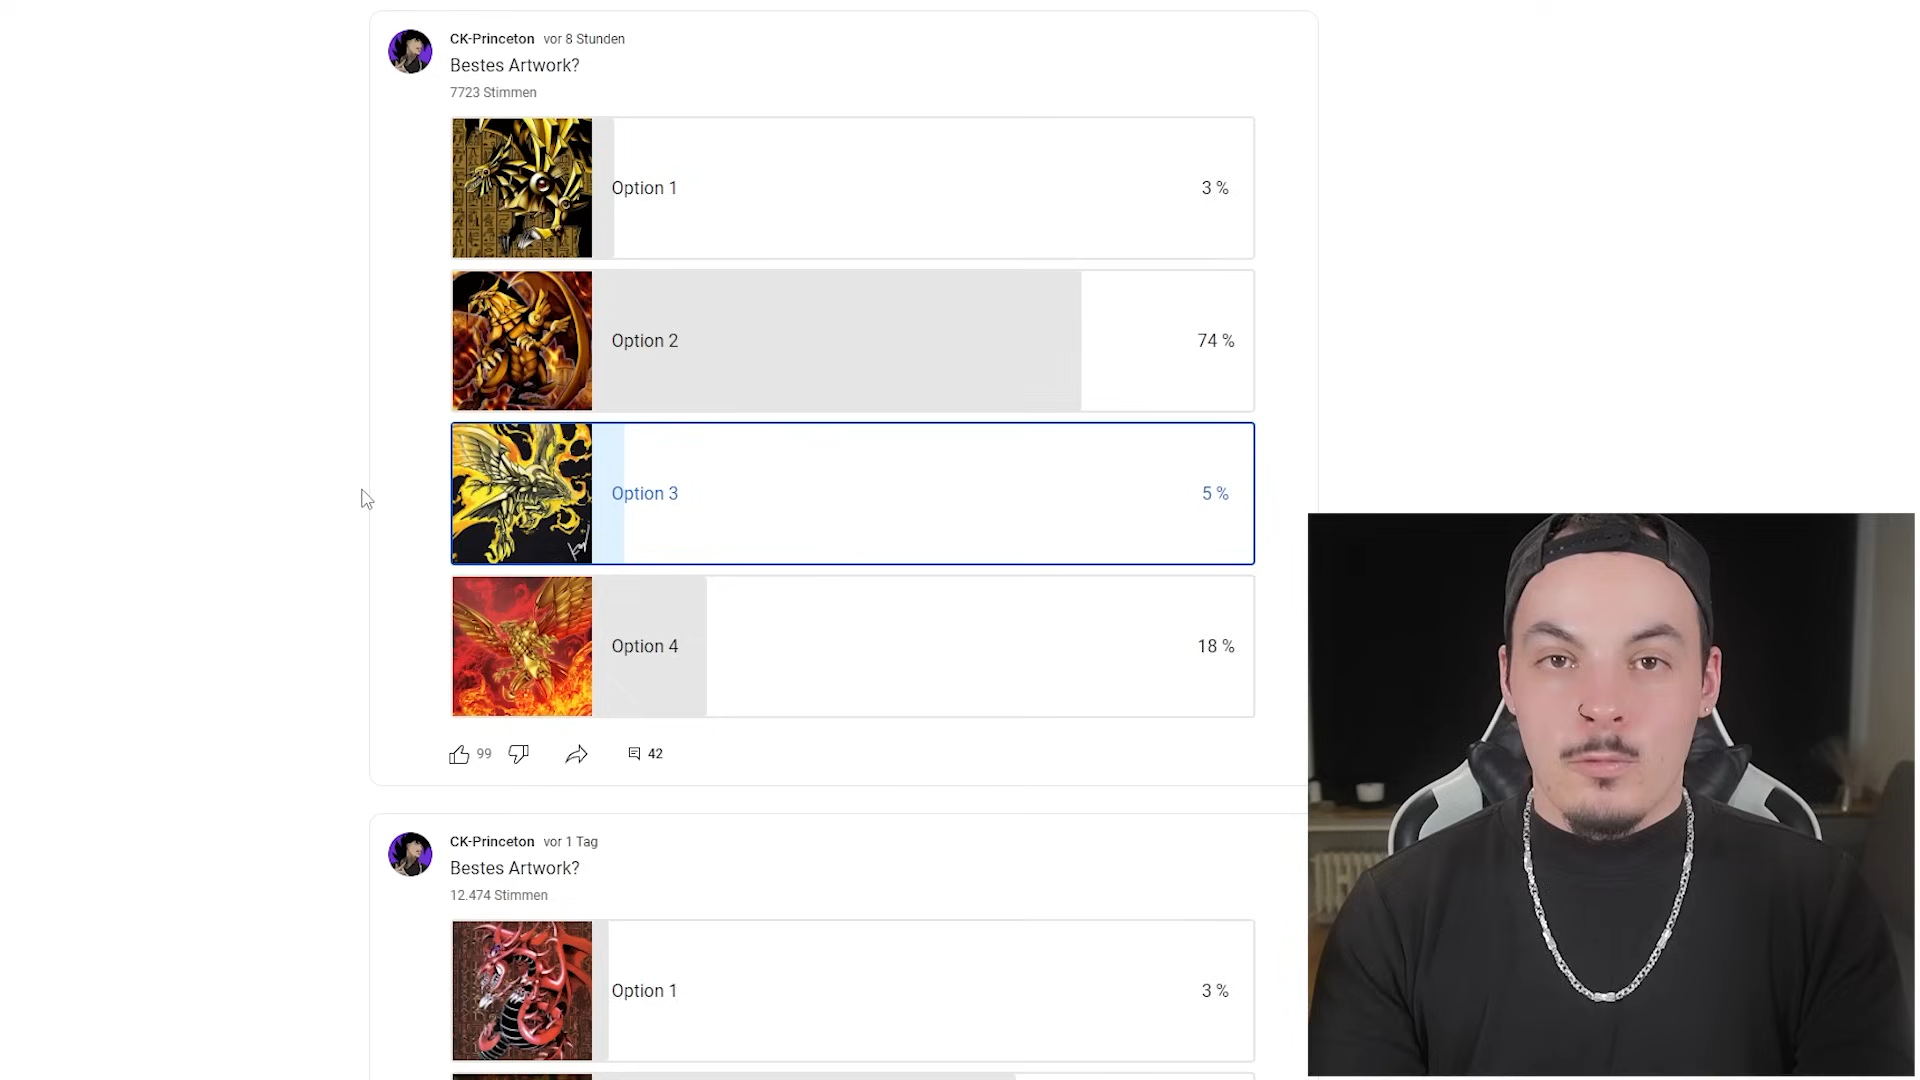 CK-Princeton vor 8 Stunden
Bestes Artwork?
7723 Stimmen
Option 1 3 %
Option 2 74 %
Option 3 5 %
Option 4 18 %
99 42
CK-Princeton vor 1 Tag
Bestes Artwork?
12.474 Stimmen
Option 1 3 %